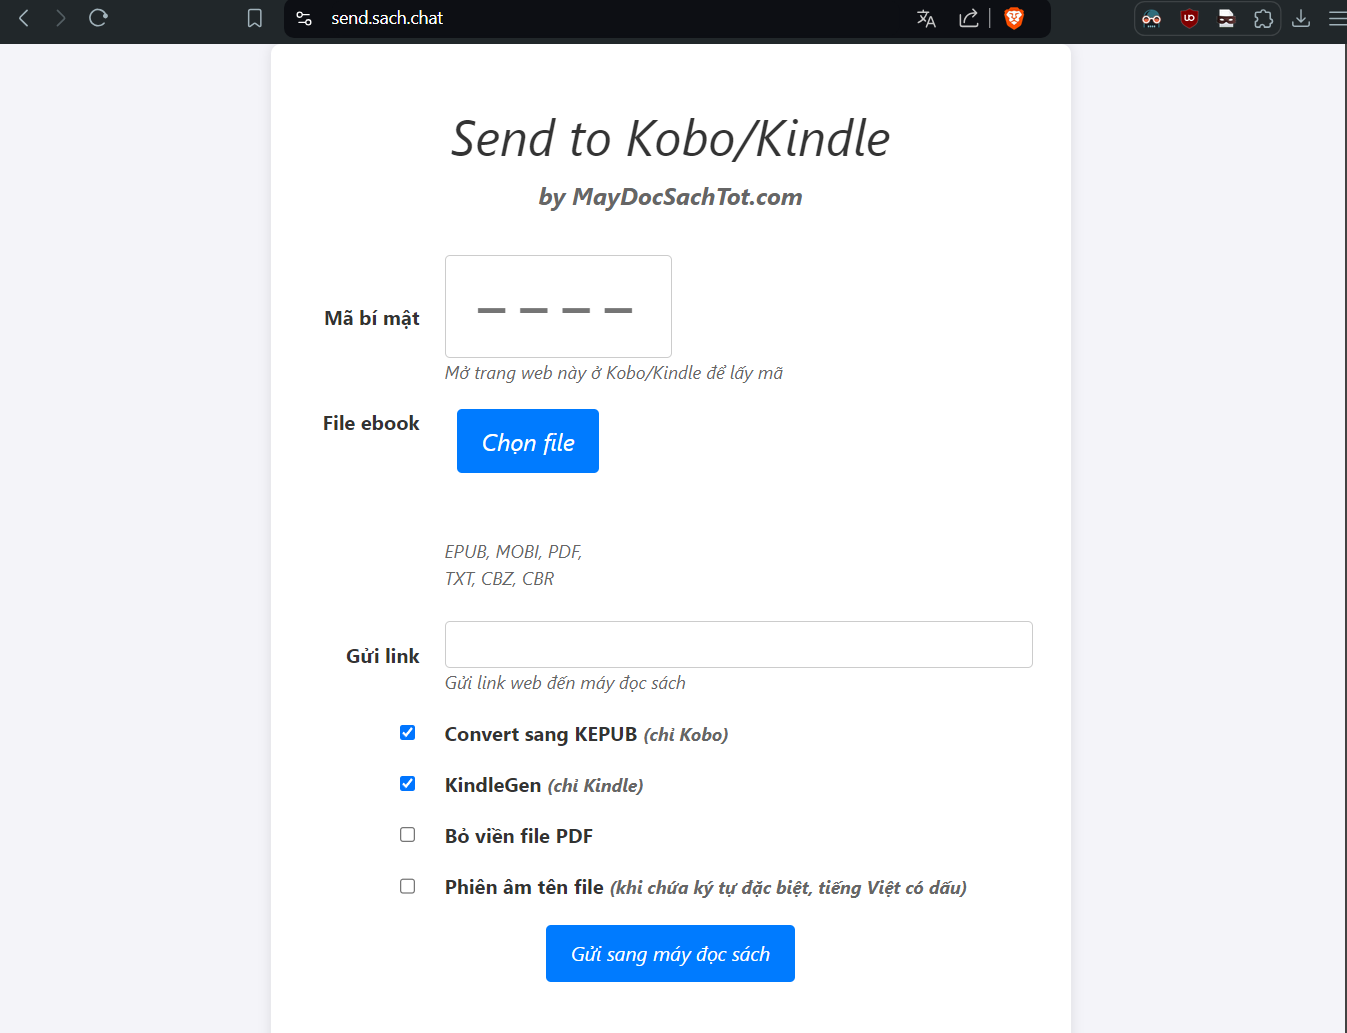 send.sach.chat
Send to Kobo/Kindle
by MayDocSachTot.com
Mã bí mật
_ _ _ _
Mở trang web này ở Kobo/Kindle để lấy mã
File ebook
Chọn file
EPUB, MOBI, PDF,
TXT, CBZ, CBR
Gửi link
Gửi link web đến máy đọc sách
Convert sang KEPUB (chỉ Kobo)
KindleGen (chỉ Kindle)
Bỏ viền file PDF
Phiên âm tên file (khi chứa ký tự đặc biệt, tiếng Việt có dấu)
Gửi sang máy đọc sách